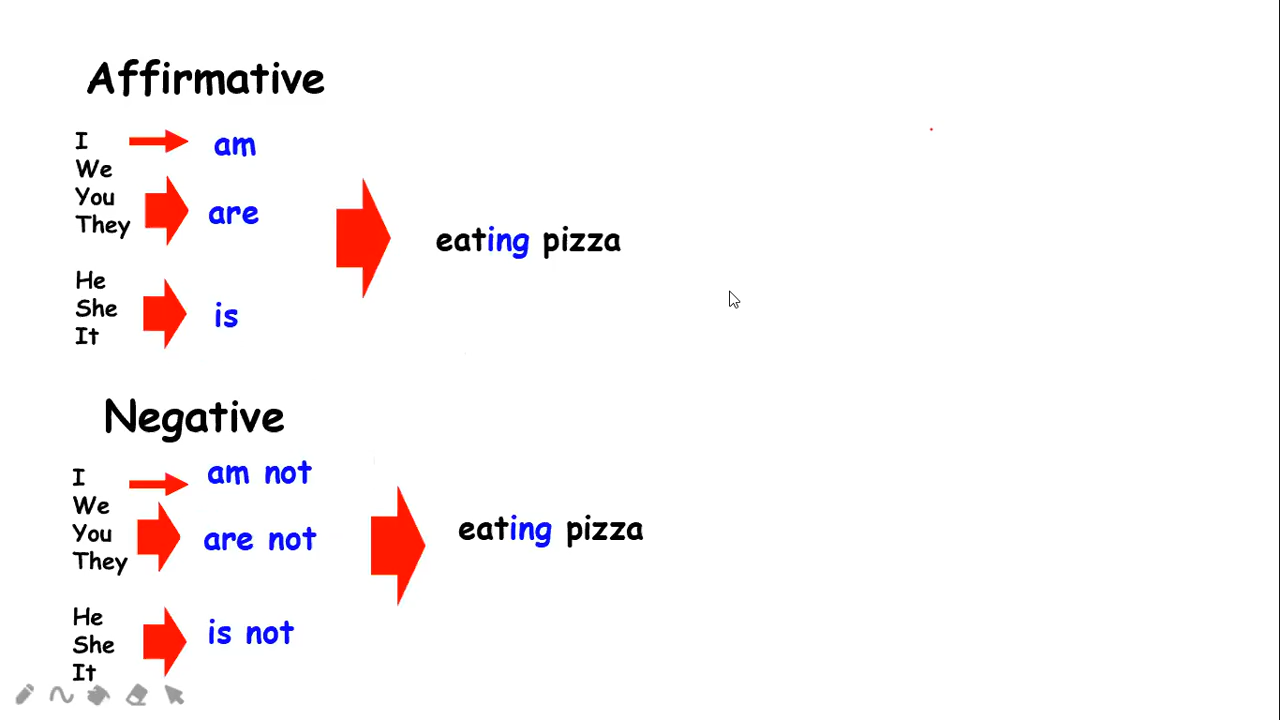 Affirmative
I
am
We
You
are
They
eating pizza
He
She
is
It
Negative
I
am not
We
You
are not
They
eating pizza
He
She
is not
It